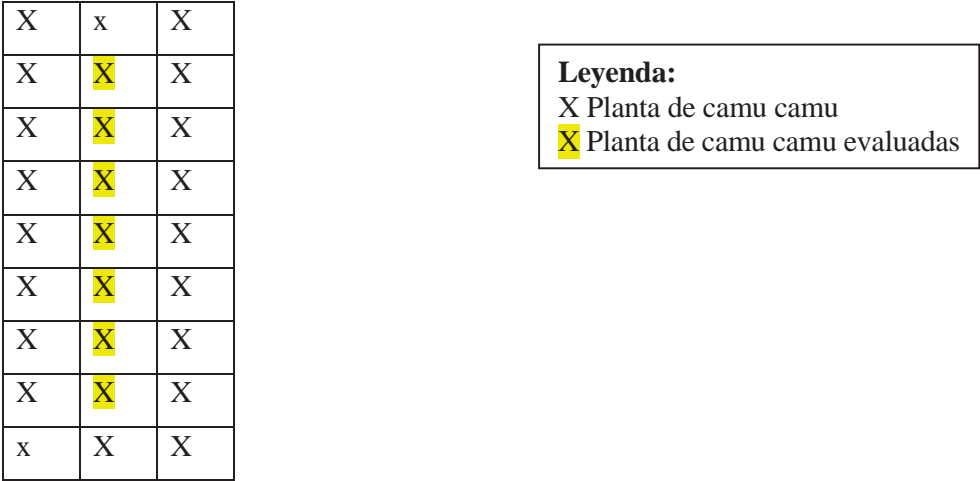 X x X
X X X
X X X
X X X
X X X
X X X
X X X
X X X
x X X
Leyenda:
X Planta de camu camu
X Planta de camu camu evaluadas